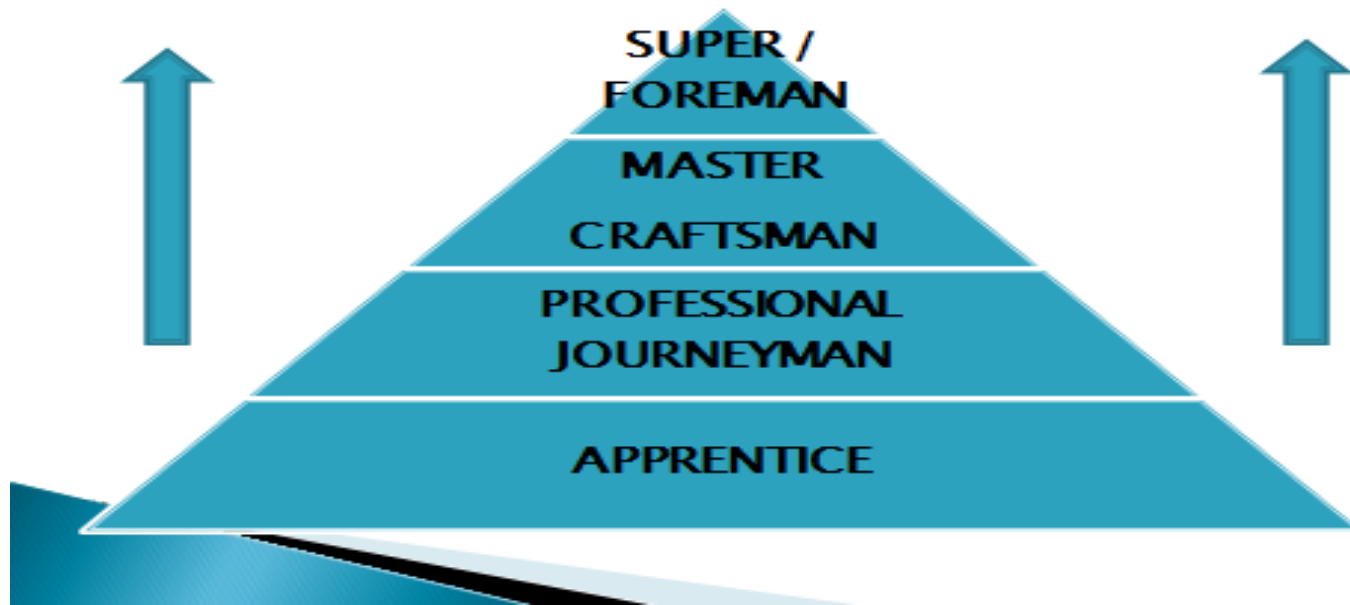 SUPER /
FOREMAN
MASTER
CRAFTSMAN
PROFESSIONAL
JOURNEYMAN
APPRENTICE